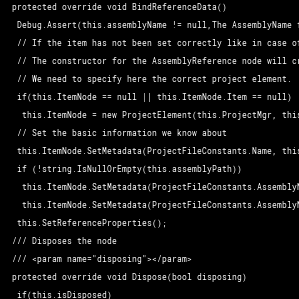 protected override void BindReferenceData()
Debug.Assert(this.assemblyName != null,The AssemblyName
// If the item has not been set correctly like in case of
// The constructor for the AssemblyReference node will
// We need to specify here the correct project element.
if(this.ItemNode == null || this.ItemNode.Item == null)
this.ItemNode = new ProjectElement(this.ProjectMgr, this
// Set the basic information we know about
this.ItemNode.SetMetadata(ProjectFileConstants.Name, this
if (!string.IsNullOrEmpty(this.assemblyPath))
this.ItemNode.SetMetadata(ProjectFileConstants.Assembly
this.ItemNode.SetMetadata(ProjectFileConstants.Assembly
this.SetReferenceProperties();
/// Disposes the node
/// <param name="disposing"></param>
protected override void Dispose(bool disposing)
if(this.isDisposed)